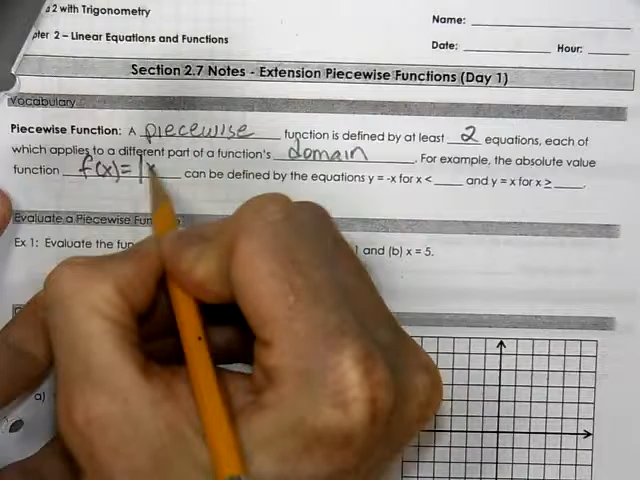 a 2 with Trigonometry
Name:
pter 2 – Linear Equations and Functions
Date: Hour:
Section 2.7 Notes - Extension Piecewise Functions (Day 1)
Vocabulary
Piecewise Function: A piecewise function is defined by at least 2 equations, each of
which applies to a different part of a function's domain. For example, the absolute value
function f(x)=|x can be defined by the equations y = -x for x < ____ and y = x for x ≥ ____.
Evaluate a Piecewise Fun
Ex 1: Evaluate the fun 1 and (b) x = 5.
a)